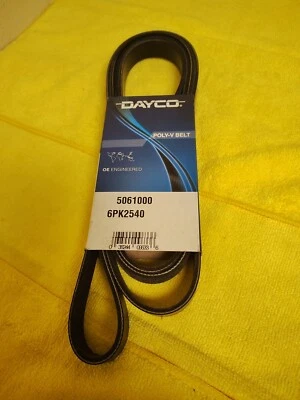 DAYCO
POLY-V BELT
OE ENGINEERED
5061000
6PK2540